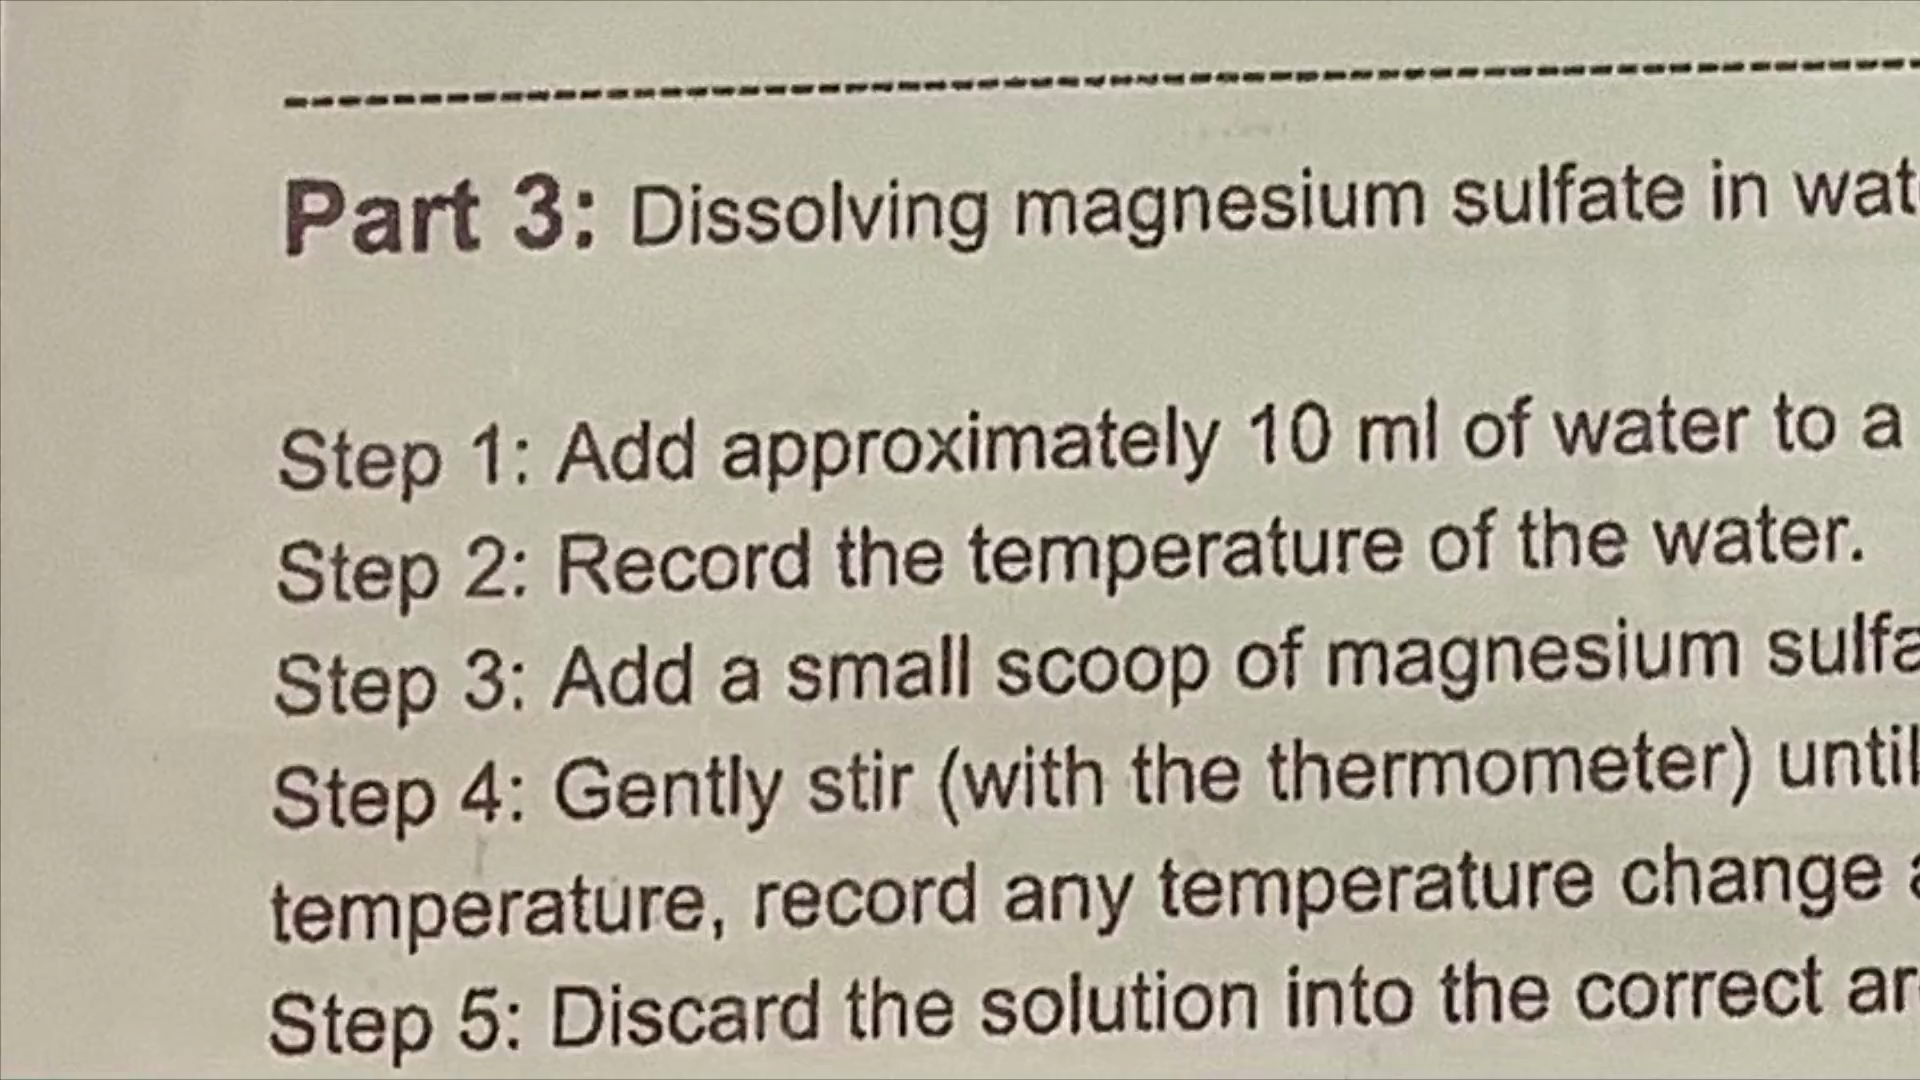 Part 3: Dissolving magnesium sulfate in wat
Step 1: Add approximately 10 ml of water to a
Step 2: Record the temperature of the water.
Step 3: Add a small scoop of magnesium sulfa
Step 4: Gently stir (with the thermometer) until
temperature, record any temperature change a
Step 5: Discard the solution into the correct ar